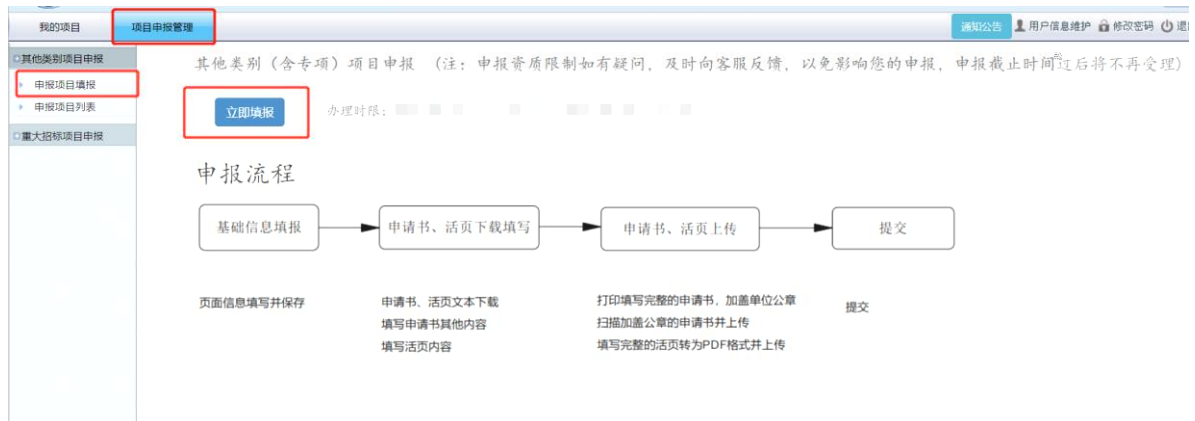 我的项目
项目申报管理
通知公告
用户信息维护
修改密码
其他类别项目申报
申报项目填报
申报项目列表
重大招标项目申报
其他类别（含专项）项目申报 （注：申报资质限制如有疑问，及时向客服反馈，以免影响您的申报，申报截止时间过后将不再受理）
立即填报
办理时限：
申报流程
基础信息填报
申请书、活页下载填写
申请书、活页上传
提交
页面信息填写并保存
申请书、活页文本下载
填写申请书其他内容
填写活页内容
打印填写完整的申请书，加盖单位公章
扫描加盖公章的申请书并上传
填写完整的活页转为PDF格式并上传
提交